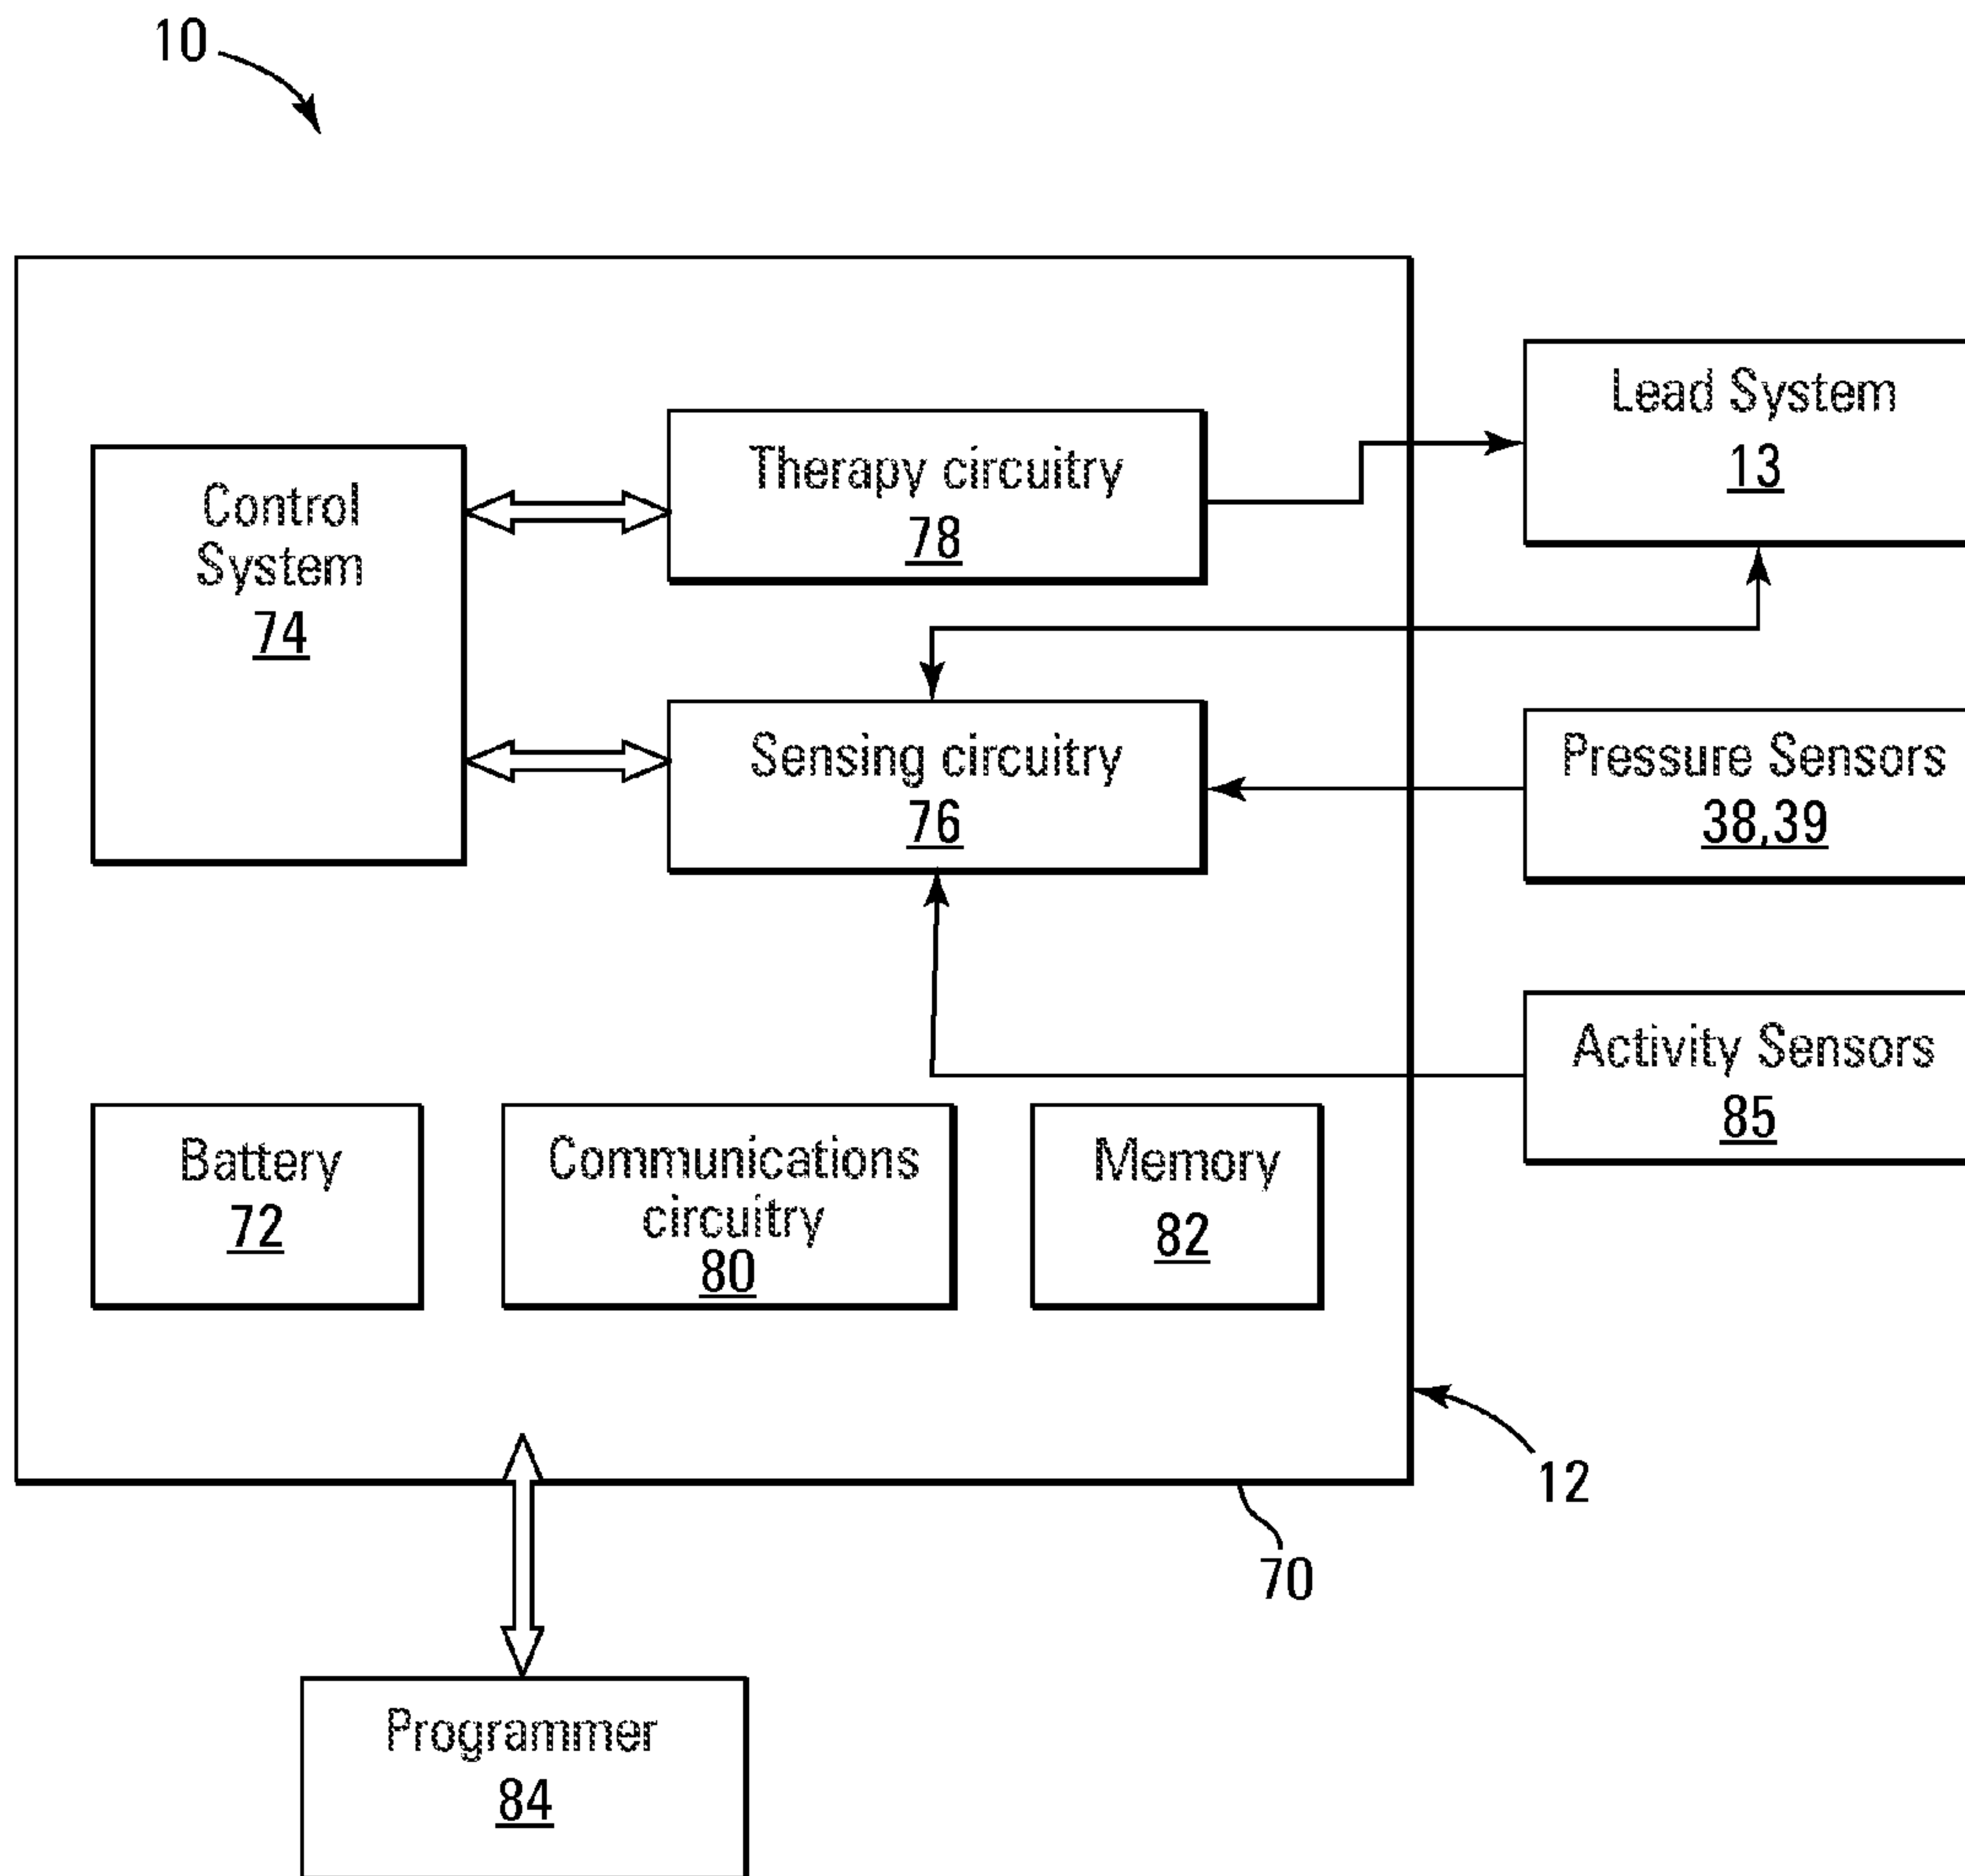 10
Control
System
74
Therapy circuitry
78
Lead System
13
Sensing circuitry
76
Pressure Sensors
38,39
Activity Sensors
85
Battery
72
Communications
circuitry
80
Memory
82
12
70
Programmer
84